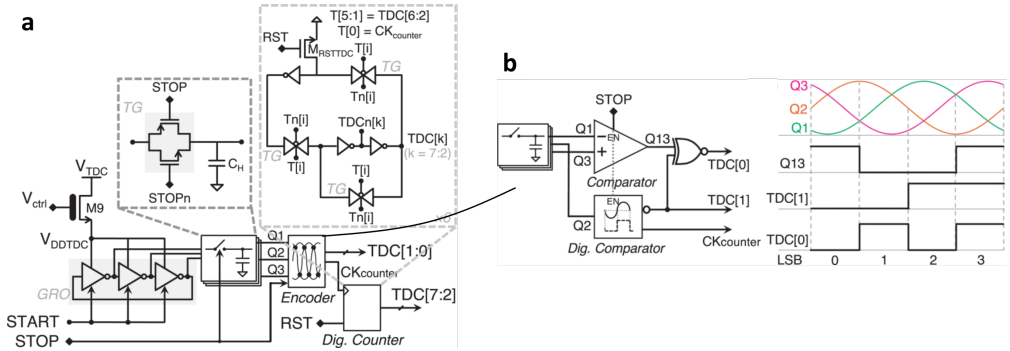 a
T[5:1] = TDC[6:2]
T[0] = CKcounter
RST
MRSTTDC
T[i]
TG
Tn[i]
STOP
TG
Tn[i]
TDCn[k]
TDC[k]
(k = 7:2)
TG
T[i]
TG
CH
STOPn
Tn[i]
VTDC
Vctrl
M9
VDDTDC
Q1
Q2
Q3
TDC[1:0]
CKcounter
GRO
Encoder
TDC[7:2]
START
STOP
RST
Dig. Counter
b
STOP
Q1
EN
Q13
Q3
TDC[0]
Comparator
EN
TDC[1]
Q2
CKcounter
Dig. Comparator
Q3
Q2
Q1
Q13
TDC[1]
TDC[0]
LSB 0 1 2 3